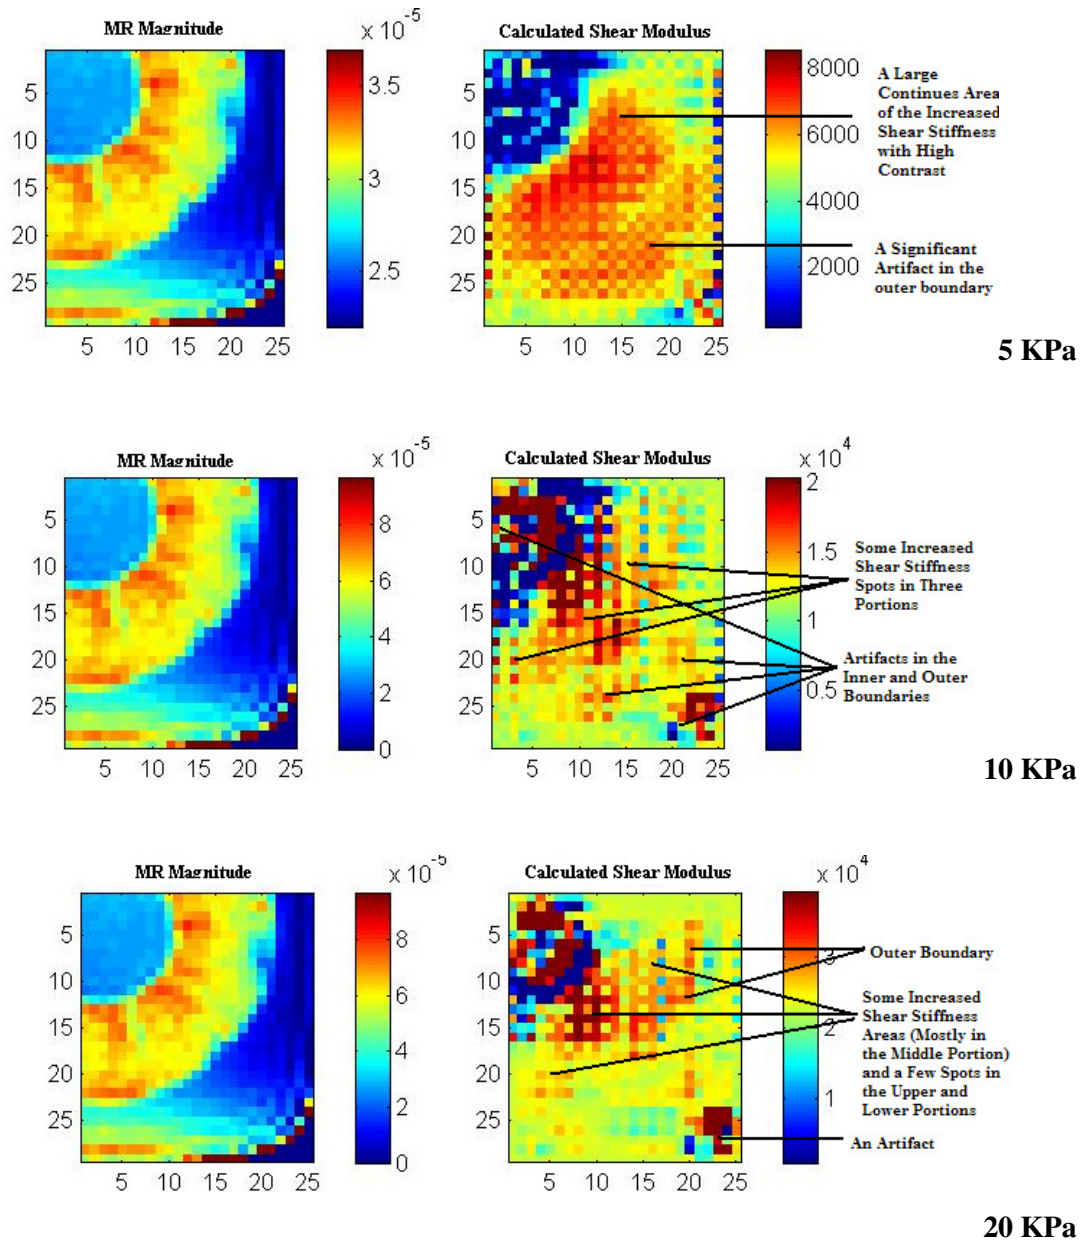 MR Magnitude
x 10-5
3.5
3
2.5
5
10
15
20
25
5 10 15 20 25
Calculated Shear Modulus
8000
6000
4000
2000
5
10
15
20
25
5 10 15 20 25
A Large
Continues Area
of the Increased
Shear Stiffness
with High
Contrast
A Significant
Artifact in the
outer boundary
5 KPa
MR Magnitude
x 10-5
8
6
4
2
0
5
10
15
20
25
5 10 15 20 25
Calculated Shear Modulus
x 104
2
1.5
1
0.5
5
10
15
20
25
5 10 15 20 25
Some Increased
Shear Stiffness
Spots in Three
Portions
Artifacts in the
Inner and Outer
Boundaries
10 KPa
MR Magnitude
x 10-5
8
6
4
2
0
5
10
15
20
25
5 10 15 20 25
Calculated Shear Modulus
x 104
3
2
1
5
10
15
20
25
5 10 15 20 25
Outer Boundary
Some Increased
Shear Stiffness
Areas (Mostly in
the Middle Portion)
and a Few Spots in
the Upper and
Lower Portions
An Artifact
20 KPa